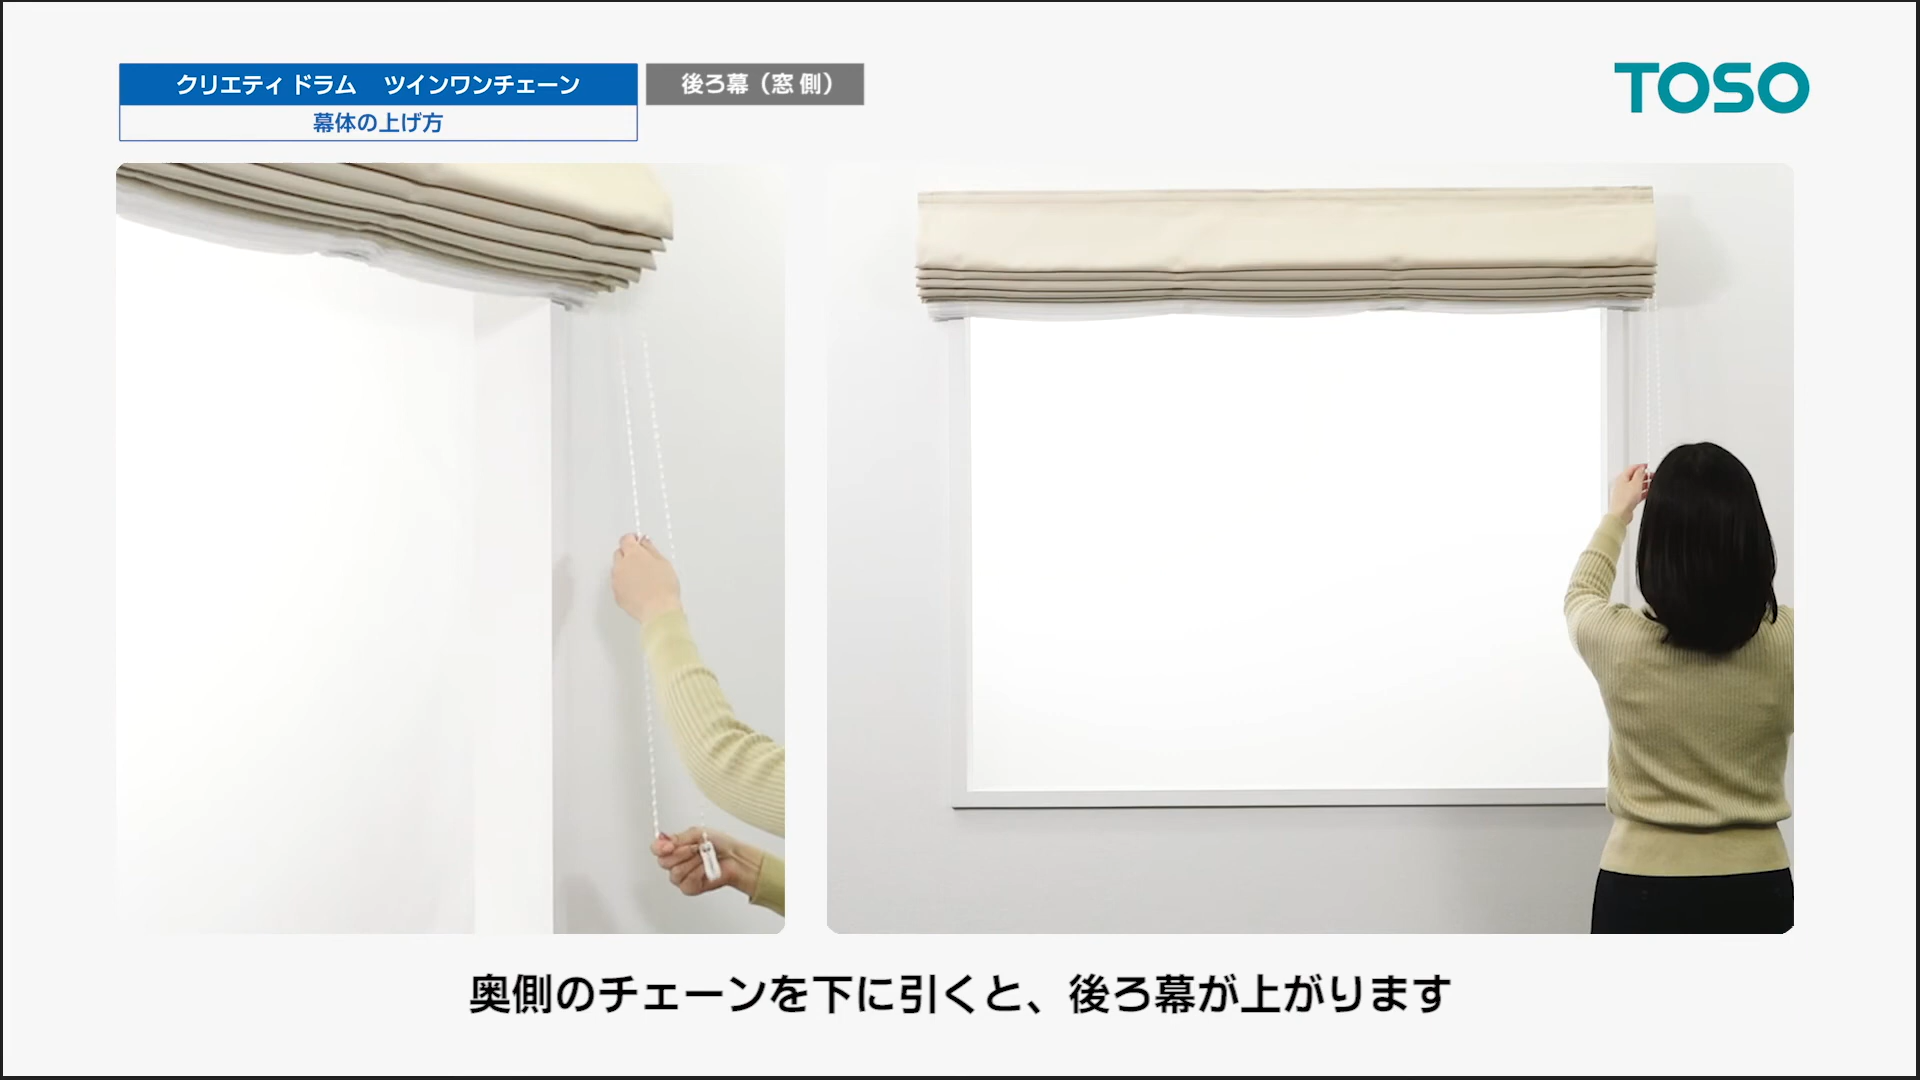 クリエティ ドラム　ツインワンチェーン
後ろ幕（窓 側）
TOSO
幕体の上げ方
奥側のチェーンを下に引くと、後ろ幕が上がります